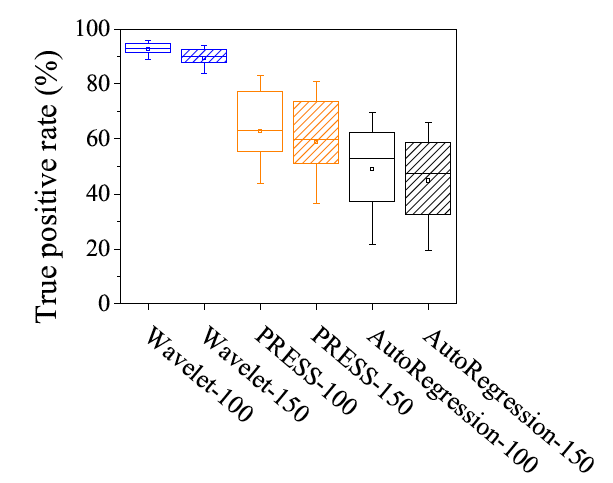 True positive rate (%)
100
80
60
40
20
0
Wavelet-100
Wavelet-150
PRESS-100
PRESS-150
AutoRegression-100
AutoRegression-150